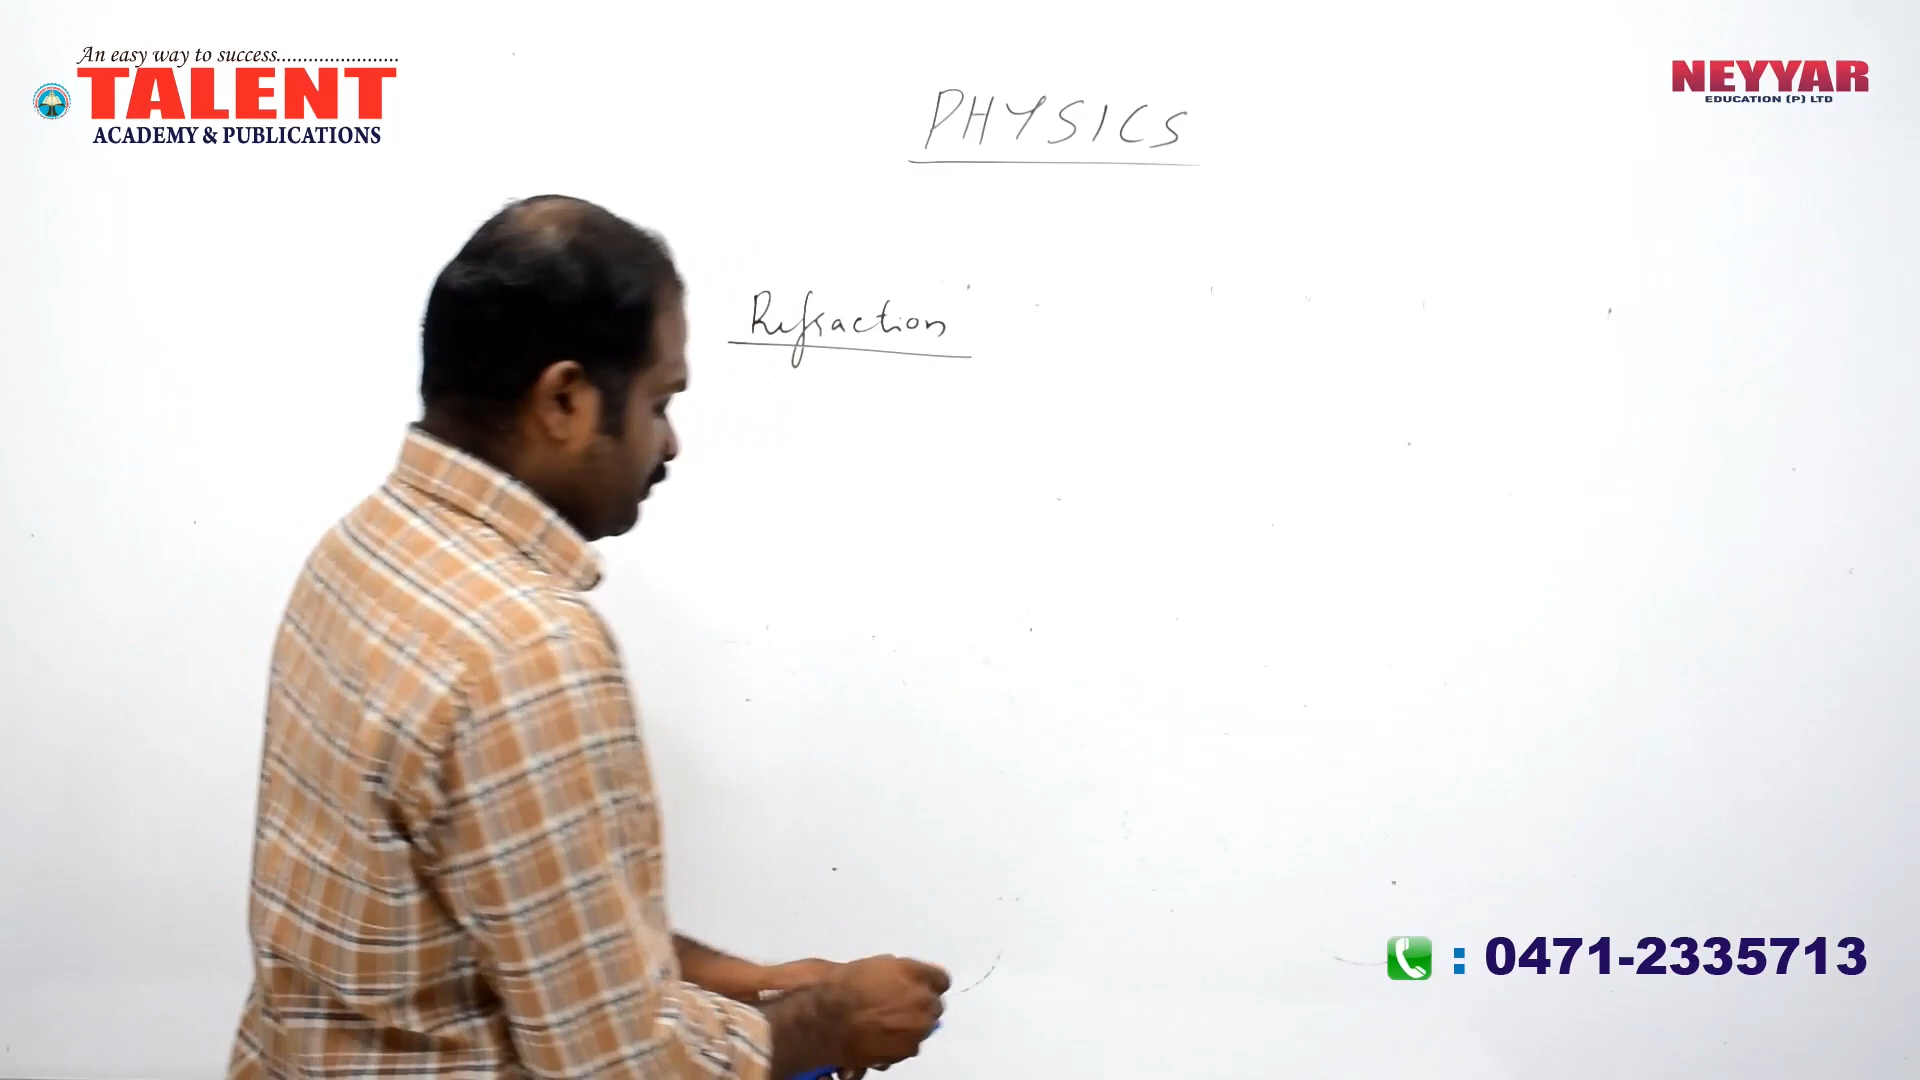 An easy way to success.......................
TALENT
ACADEMY & PUBLICATIONS
NEYYAR
EDUCATION (P) LTD
PHYSICS
Refraction
: 0471-2335713